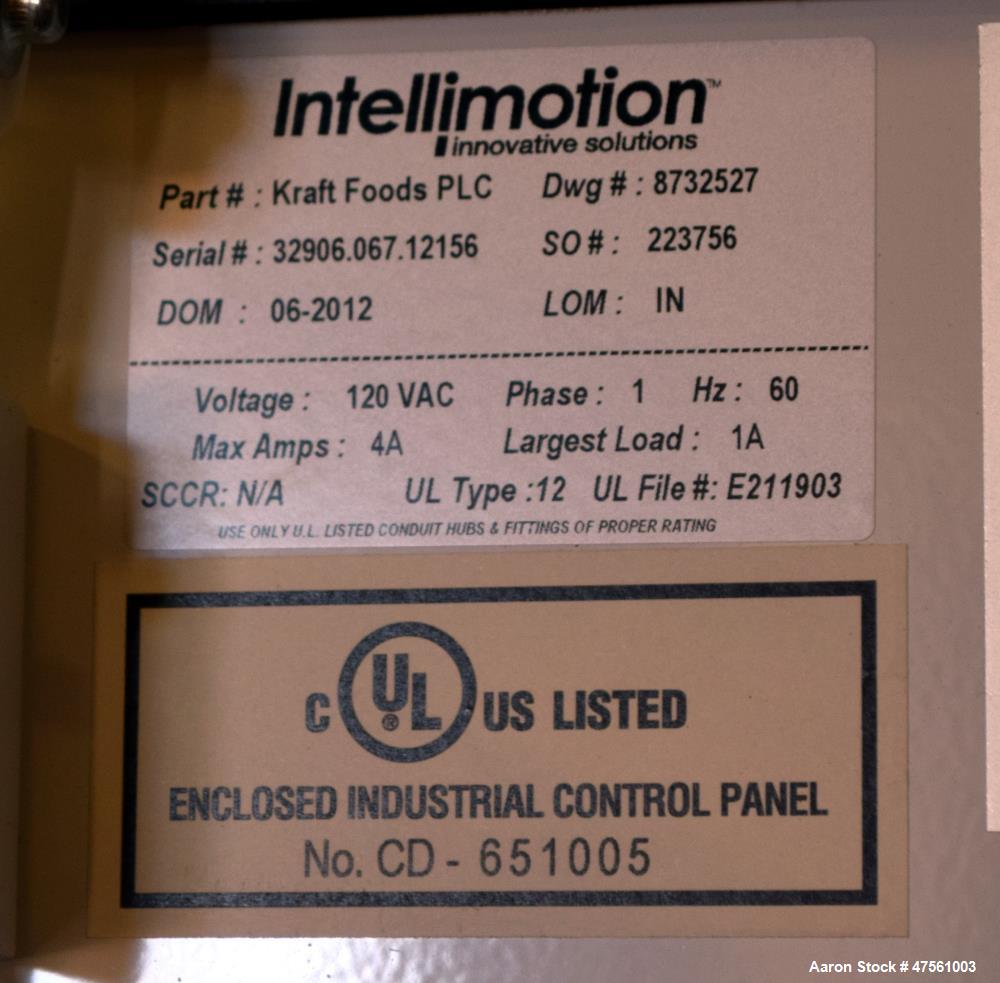 Intellimotion™
innovative solutions
Part # : Kraft Foods PLC Dwg # : 8732527
Serial # : 32906.067.12156 SO # : 223756
DOM : 06-2012 LOM : IN
Voltage : 120 VAC Phase : 1 Hz : 60
Max Amps : 4A Largest Load : 1A
SCCR: N/A UL Type :12 UL File #: E211903
USE ONLY U.L. LISTED CONDUIT HUBS & FITTINGS OF PROPER RATING
C UL® US LISTED
ENCLOSED INDUSTRIAL CONTROL PANEL
No. CD - 651005
Aaron Stock # 47561003